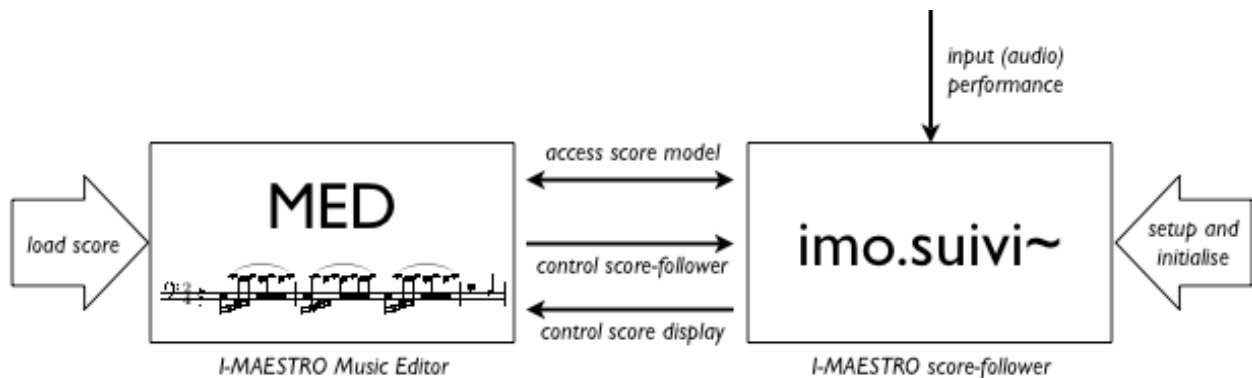 input (audio)
performance
load score
MED
access score model
control score-follower
control score display
imo.suivi~
setup and
initialise
I-MAESTRO Music Editor
I-MAESTRO score-follower